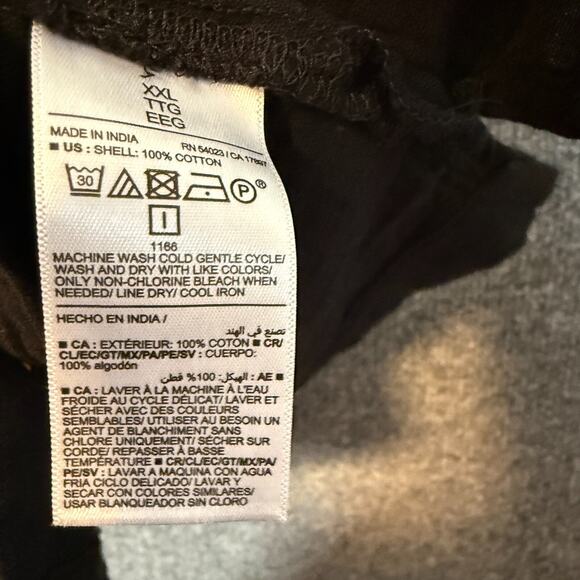 XXL
TTG
EEG
MADE IN INDIA
RN 54023 / CA 17897
■ US : SHELL: 100% COTTON
30 P ®
1166
MACHINE WASH COLD GENTLE CYCLE/
WASH AND DRY WITH LIKE COLORS/
ONLY NON-CHLORINE BLEACH WHEN
NEEDED/ LINE DRY/ COOL IRON
HECHO EN INDIA /
تصنع في الهند
■ CA : EXTÉRIEUR: 100% COTON ■ CR/
CL/EC/GT/MX/PA/PE/SV : CUERPO:
100% algodón
■ AE : الهيكل: 100% قطن
■ CA : LAVER À LA MACHINE À L'EAU
FROIDE AU CYCLE DÉLICAT/ LAVER ET
SÉCHER AVEC DES COULEURS
SEMBLABLES/ UTILISER AU BESOIN UN
AGENT DE BLANCHIMENT SANS
CHLORE UNIQUEMENT/ SÉCHER SUR
CORDE/ REPASSER À BASSE
TEMPÉRATURE ■ CR/CL/EC/GT/MX/PA/
PE/SV : LAVAR A MAQUINA CON AGUA
FRIA CICLO DELICADO/ LAVAR Y
SECAR CON COLORES SIMILARES/
USAR BLANQUEADOR SIN CLORO